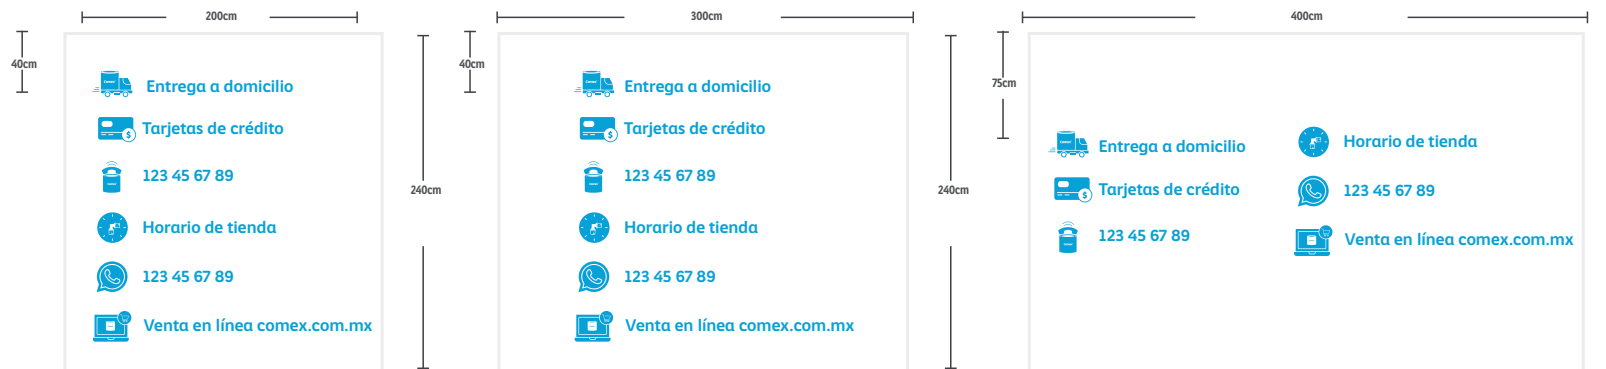 200cm
300cm
400cm
40cm
Entrega a domicilio
Tarjetas de crédito
123 45 67 89
Horario de tienda
123 45 67 89
Venta en línea comex.com.mx
240cm
40cm
Entrega a domicilio
Tarjetas de crédito
123 45 67 89
Horario de tienda
123 45 67 89
Venta en línea comex.com.mx
240cm
75cm
Entrega a domicilio
Tarjetas de crédito
123 45 67 89
Horario de tienda
123 45 67 89
Venta en línea comex.com.mx